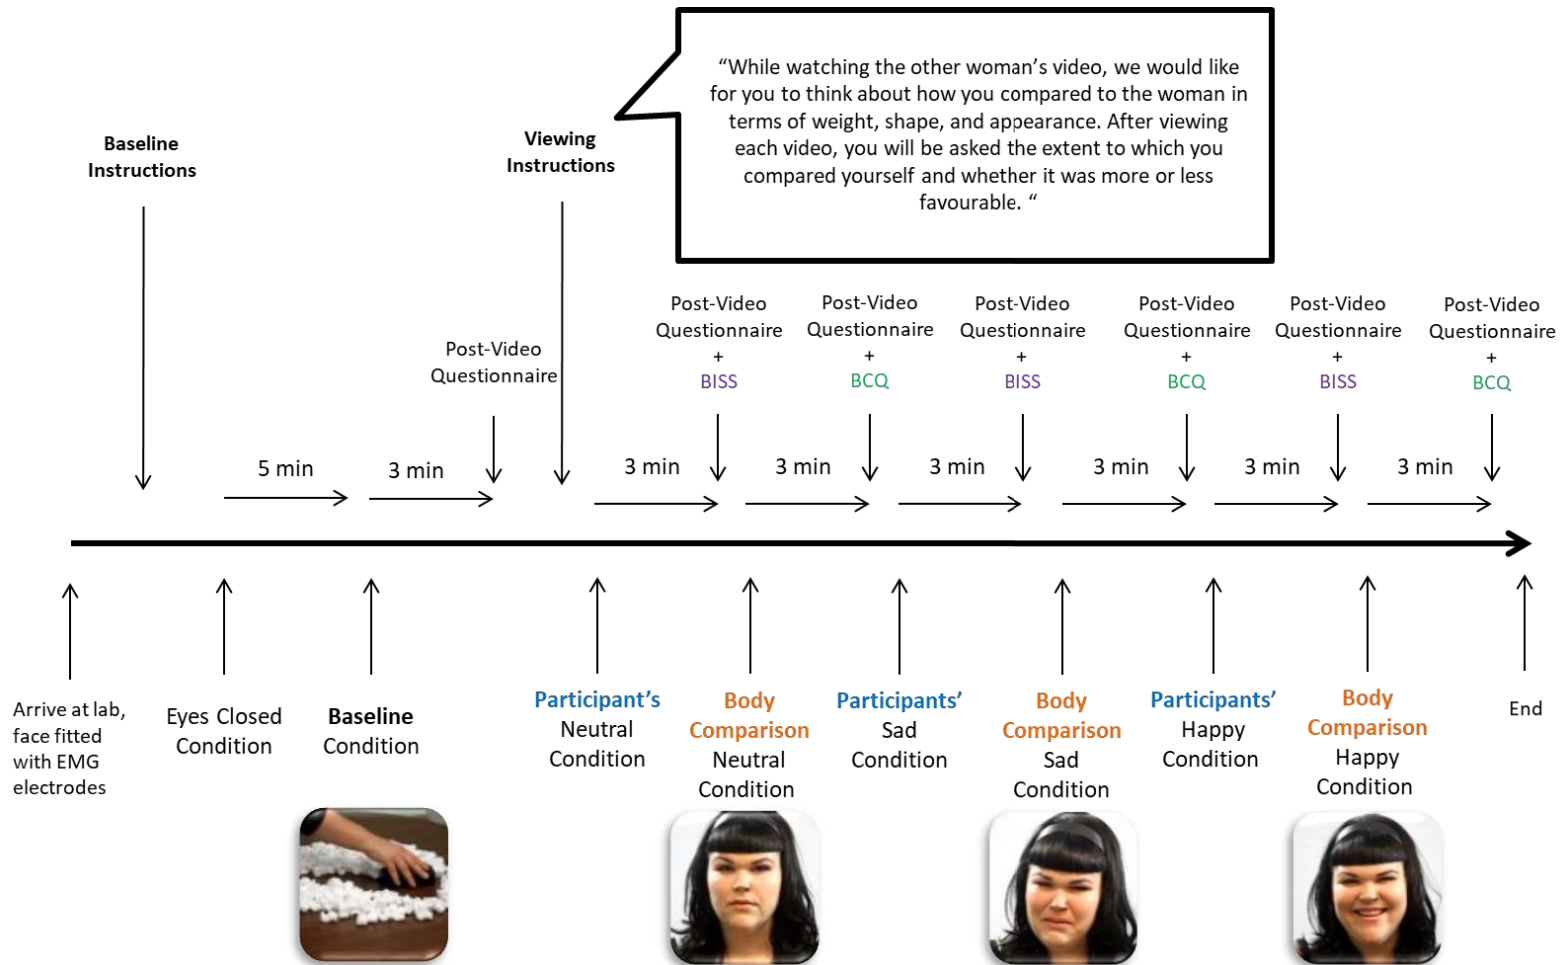 “While watching the other woman’s video, we would like
for you to think about how you compared to the woman in
terms of weight, shape, and appearance. After viewing
each video, you will be asked the extent to which you
compared yourself and whether it was more or less
favourable. “
Baseline
Instructions
Viewing
Instructions
Post-Video
Questionnaire
Post-Video
Questionnaire
+
BISS
Post-Video
Questionnaire
+
BCQ
Post-Video
Questionnaire
+
BISS
Post-Video
Questionnaire
+
BCQ
Post-Video
Questionnaire
+
BISS
Post-Video
Questionnaire
+
BCQ
5 min
3 min
3 min
3 min
3 min
3 min
3 min
3 min
Arrive at lab,
face fitted
with EMG
electrodes
Eyes Closed
Condition
Baseline
Condition
Participant’s
Neutral
Condition
Body
Comparison
Neutral
Condition
Participants’
Sad
Condition
Body
Comparison
Sad
Condition
Participants’
Happy
Condition
Body
Comparison
Happy
Condition
End